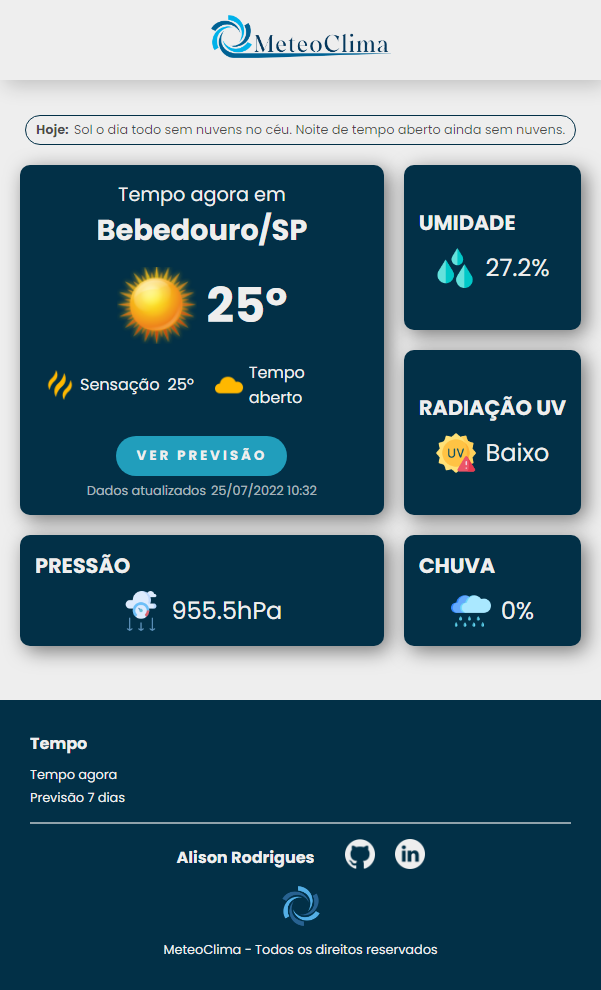 MeteoClima
Hoje: Sol o dia todo sem nuvens no céu. Noite de tempo aberto ainda sem nuvens.
Tempo agora em
Bebedouro/SP
25º
Sensação 25º
Tempo
aberto
VER PREVISÃO
Dados atualizados 25/07/2022 10:32
UMIDADE
27.2%
RADIAÇÃO UV
UV
Baixo
PRESSÃO
955.5hPa
CHUVA
0%
Tempo
Tempo agora
Previsão 7 dias
Alison Rodrigues
in
MeteoClima - Todos os direitos reservados